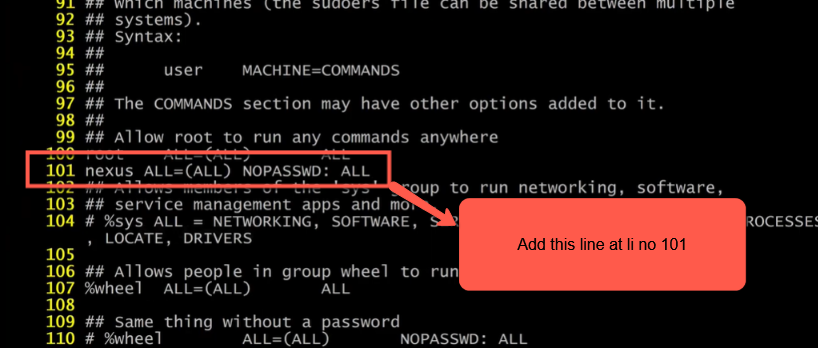 91 ## which machines (the sudoers file can be shared between multiple
92 ## systems).
93 ## Syntax:
94 ##
95 ##      user    MACHINE=COMMANDS
96 ##
97 ## The COMMANDS section may have other options added to it.
98 ##
99 ## Allow root to run any commands anywhere
100 root    ALL=(ALL)       ALL
101 nexus ALL=(ALL) NOPASSWD: ALL
102 ## Allows members of the 'sys' group to run networking, software,
103 ## service management apps and more
104 # %sys ALL = NETWORKING, SOFTWARE,
, LOCATE, DRIVERS
105
106 ## Allows people in group wheel to run
107 %wheel  ALL=(ALL)       ALL
108
109 ## Same thing without a password
110 # %wheel        ALL=(ALL)       NOPASSWD: ALL
Add this line at li no 101